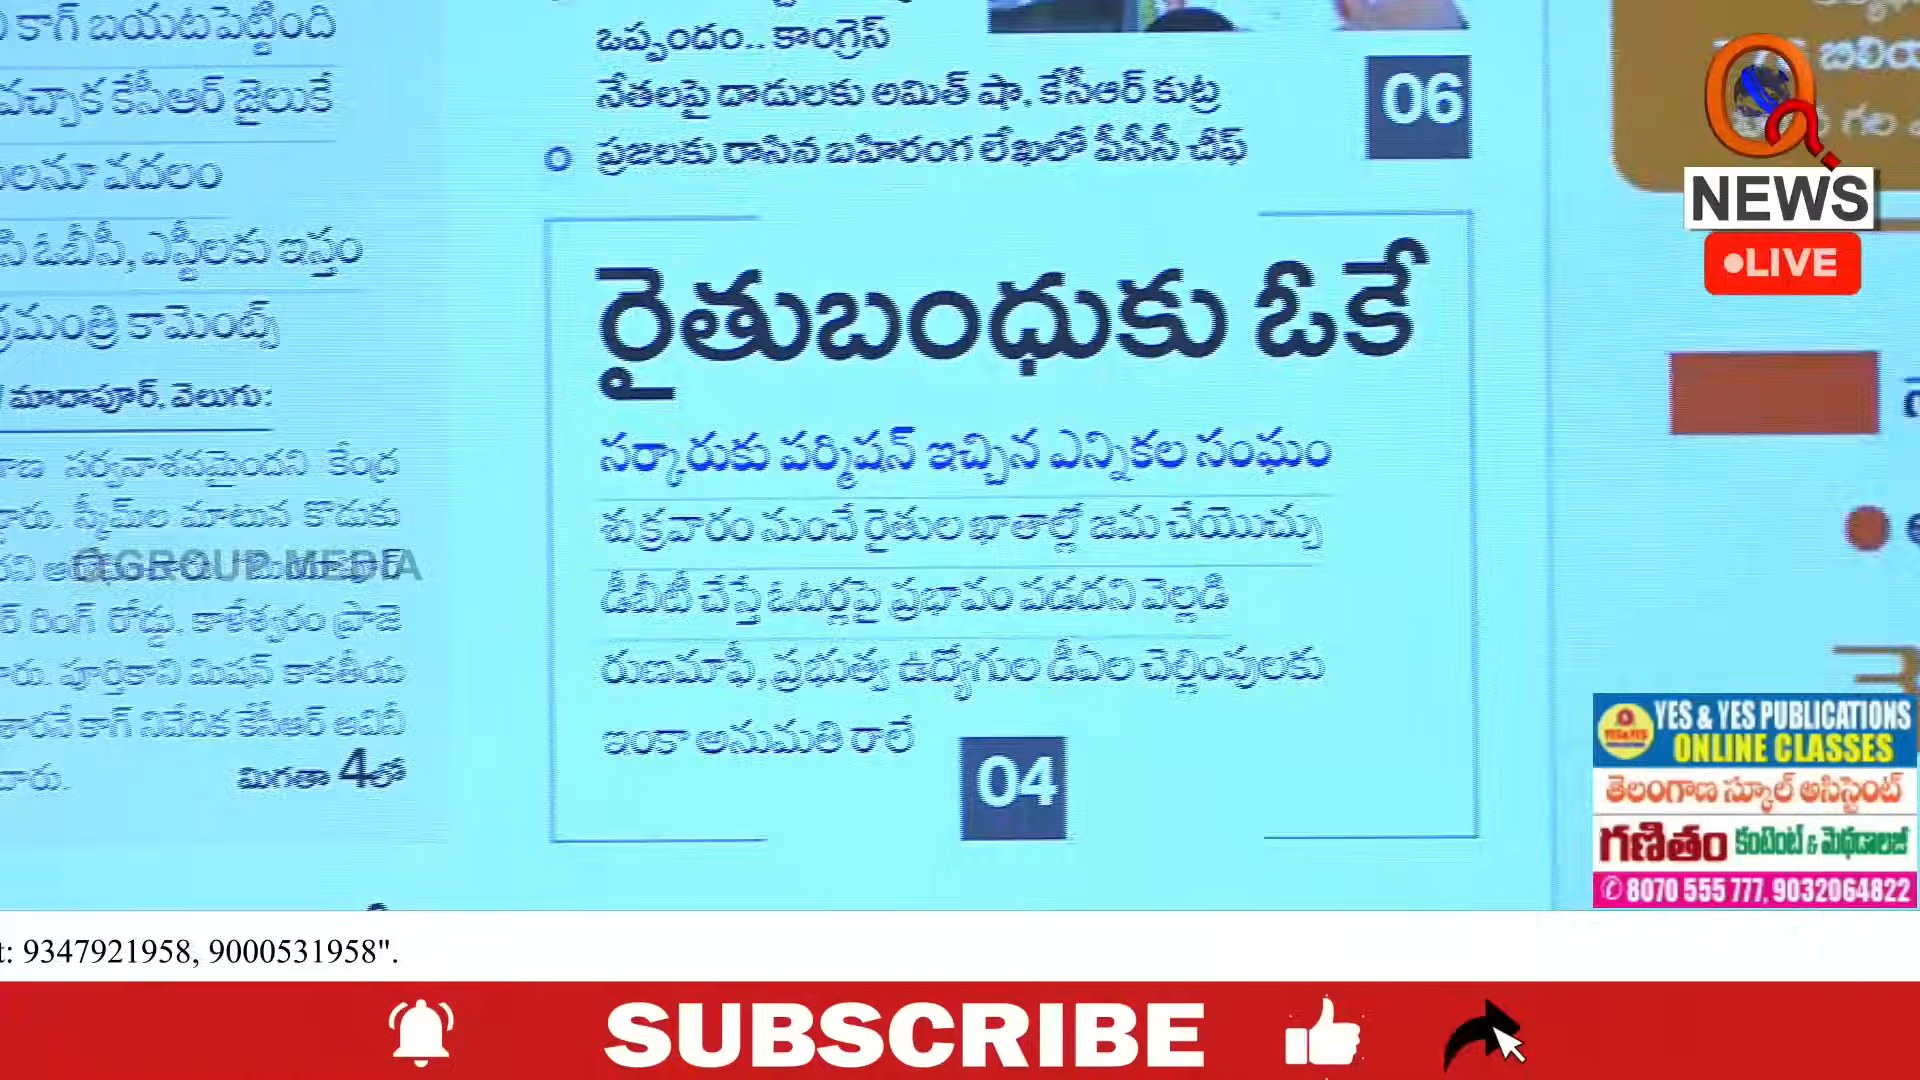 కాగ్ బయటపెట్టింది
వచ్చాక కేసీఆర్ జైలుకే
వదలం
ఓబీసీ, ఎస్టీలకు ఇస్తం
కామెంట్స్
మాదాపూర్, వెలుగు:
సర్వనాశనమైందని కేంద్ర
స్కీమ్‌ల మాటున కొడుకు
QGROUP MEDIA
రింగ్ రోడ్డు, కాళేశ్వరం ప్రాజె
పూర్తికాని మిషన్ కాకతీయ
కాగ్ నివేదిక కేసీఆర్ అవినీ
మిగతా 4లో
ఒప్పందం.. కాంగ్రెస్
నేతలపై దాడులకు అమిత్ షా, కేసీఆర్ కుట్ర
ప్రజలకు రాసిన బహిరంగ లేఖలో పీసీసీ చీఫ్
06
రైతుబంధుకు ఓకే
సర్కారుకు పర్మిషన్ ఇచ్చిన ఎన్నికల సంఘం
శుక్రవారం నుంచే రైతుల ఖాతాల్లో జమ చేయొచ్చు
డీబీటీ చేస్తే ఓటర్లపై ప్రభావం పడదని వెల్లడి
రుణమాఫీ, ప్రభుత్వ ఉద్యోగుల డీఏల చెల్లింపులకు
ఇంకా అనుమతి రాలే
04
గల
NEWS
LIVE
YES & YES PUBLICATIONS
ONLINE CLASSES
తెలంగాణ స్కూల్ అసిస్టెంట్
గణితం కంటెంట్ & మెథడాలజీ
8070 555 777, 9032064822
t: 9347921958, 9000531958".
SUBSCRIBE